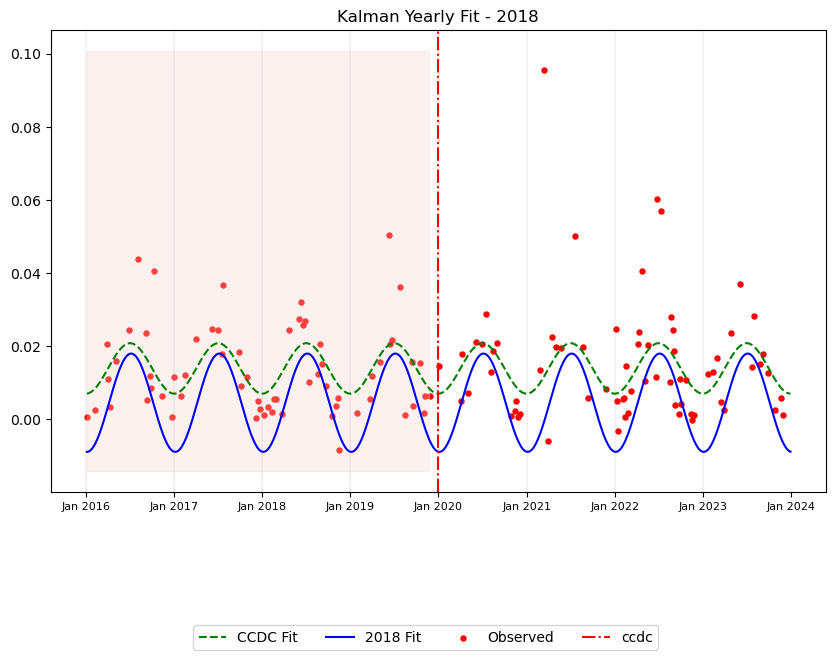 Kalman Yearly Fit - 2018
0.10
0.08
0.06
0.04
0.02
0.00
Jan 2016 Jan 2017 Jan 2018 Jan 2019 Jan 2020 Jan 2021 Jan 2022 Jan 2023 Jan 2024
CCDC Fit 2018 Fit Observed ccdc